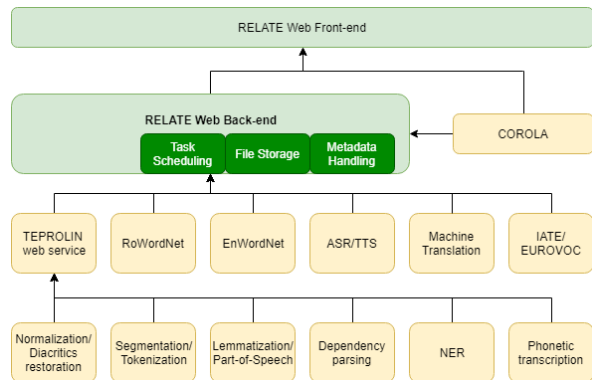 RELATE Web Front-end
RELATE Web Back-end
Task
Scheduling
File Storage
Metadata
Handling
COROLA
TEPROLIN
web service
RoWordNet
EnWordNet
ASR/TTS
Machine
Translation
IATE/
EUROVOC
Normalization/
Diacritics
restoration
Segmentation/
Tokenization
Lemmatization/
Part-of-Speech
Dependency
parsing
NER
Phonetic
transcription